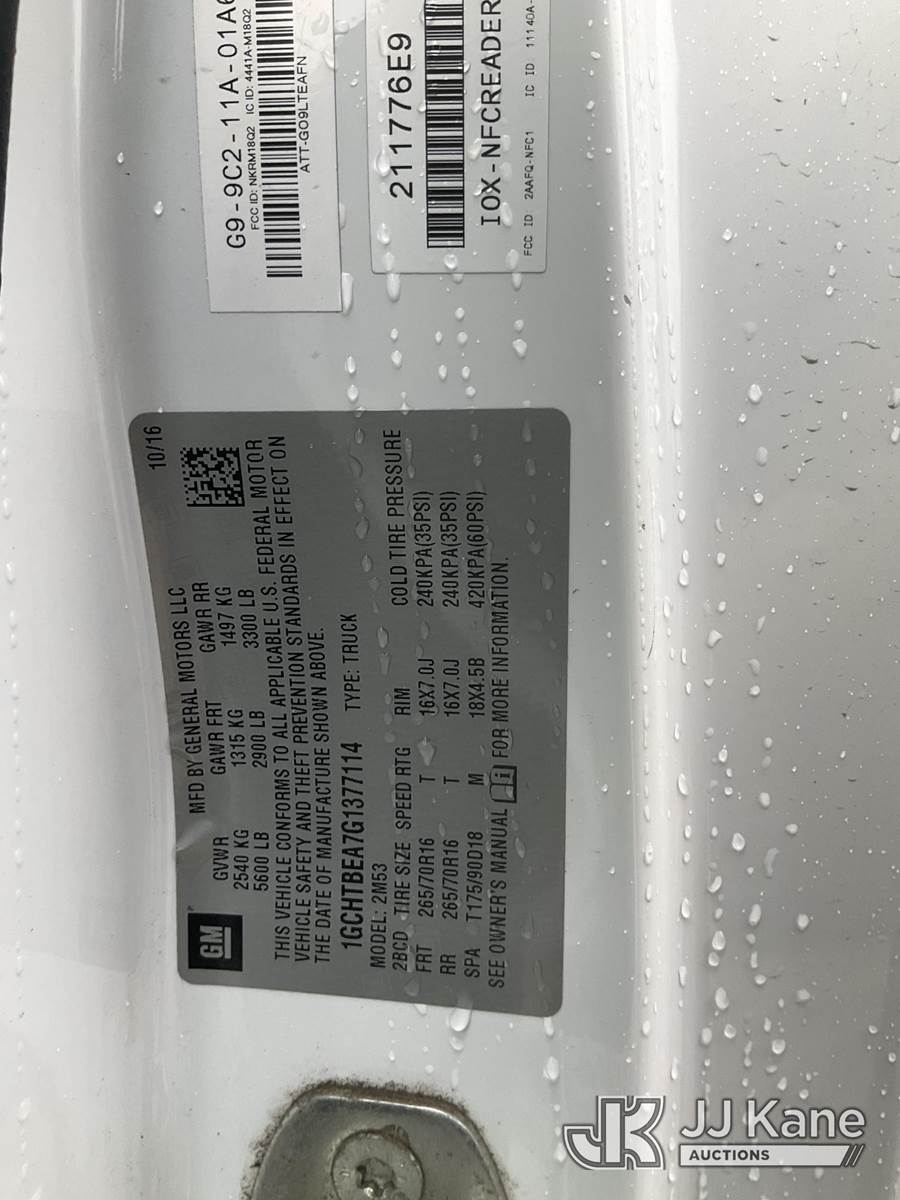 G9-9C2-11A-01A6
FCC ID: NKRM18Q2 IC ID: 4441A-M18Q2
ATT-GO9LTEAFN
211776E9
IOX-NFCREADER
FCC ID 2AAFQ-NFC1 IC ID 11140A-
GM
MFD BY GENERAL MOTORS LLC 10/16
GVWR GAWR FRT GAWR RR
2540 KG 1315 KG 1497 KG
5600 LB 2900 LB 3300 LB
THIS VEHICLE CONFORMS TO ALL APPLICABLE U.S. FEDERAL MOTOR
VEHICLE SAFETY AND THEFT PREVENTION STANDARDS IN EFFECT ON
THE DATE OF MANUFACTURE SHOWN ABOVE.
1GCHTBEA7G1377114 TYPE: TRUCK
MODEL: 2M53
2BCD TIRE SIZE SPEED RTG RIM COLD TIRE PRESSURE
FRT 265/70R16 T 16X7.0J 240KPA(35PSI)
RR 265/70R16 T 16X7.0J 240KPA(35PSI)
SPA T175/90D18 M 18X4.5B 420KPA(60PSI)
SEE OWNER'S MANUAL FOR MORE INFORMATION.
JK JJ Kane
AUCTIONS